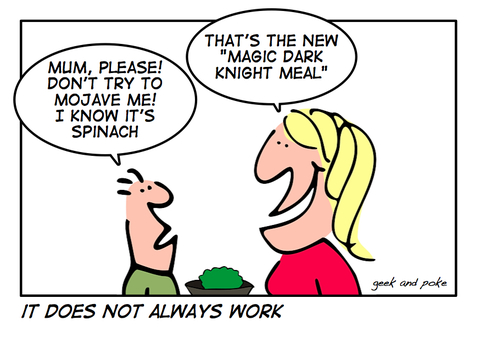 THAT'S THE NEW
"MAGIC DARK
KNIGHT MEAL"
MUM, PLEASE!
DON'T TRY TO
MOJAVE ME!
I KNOW IT'S
SPINACH
geek and poke
IT DOES NOT ALWAYS WORK